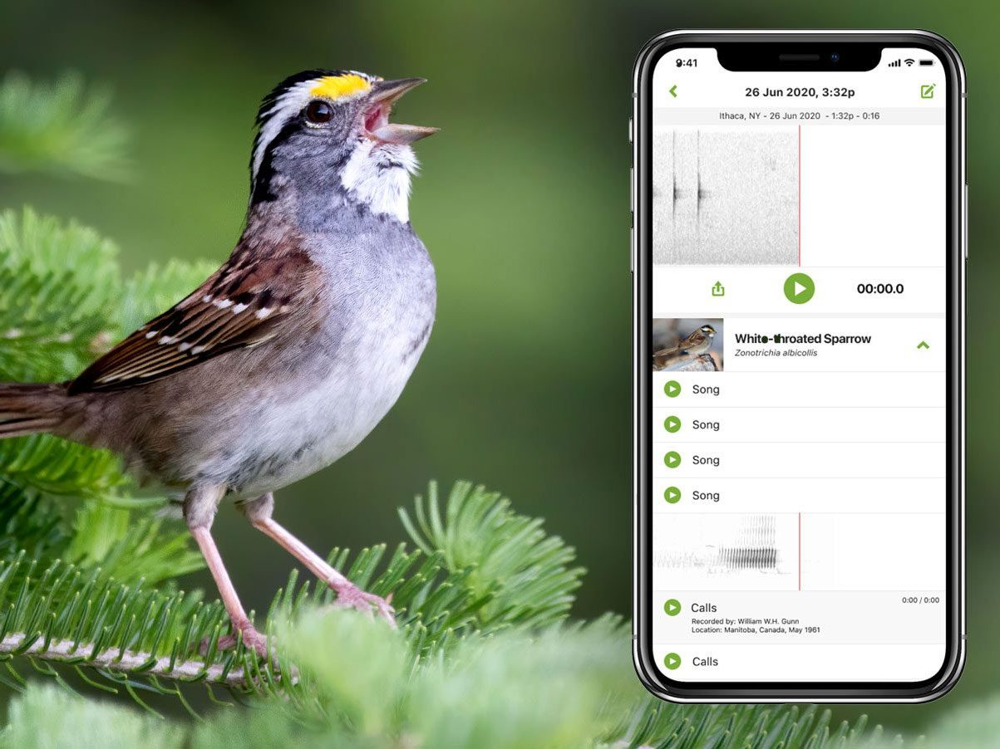 9:41
26 Jun 2020, 3:32p
Ithaca, NY - 26 Jun 2020 - 1:32p - 0:16
00:00.0
White-throated Sparrow
Zonotrichia albicollis
Song
Song
Song
Song
0:00 / 0:00
Calls
Recorded by: William W.H. Gunn
Location: Manitoba, Canada, May 1961
Calls